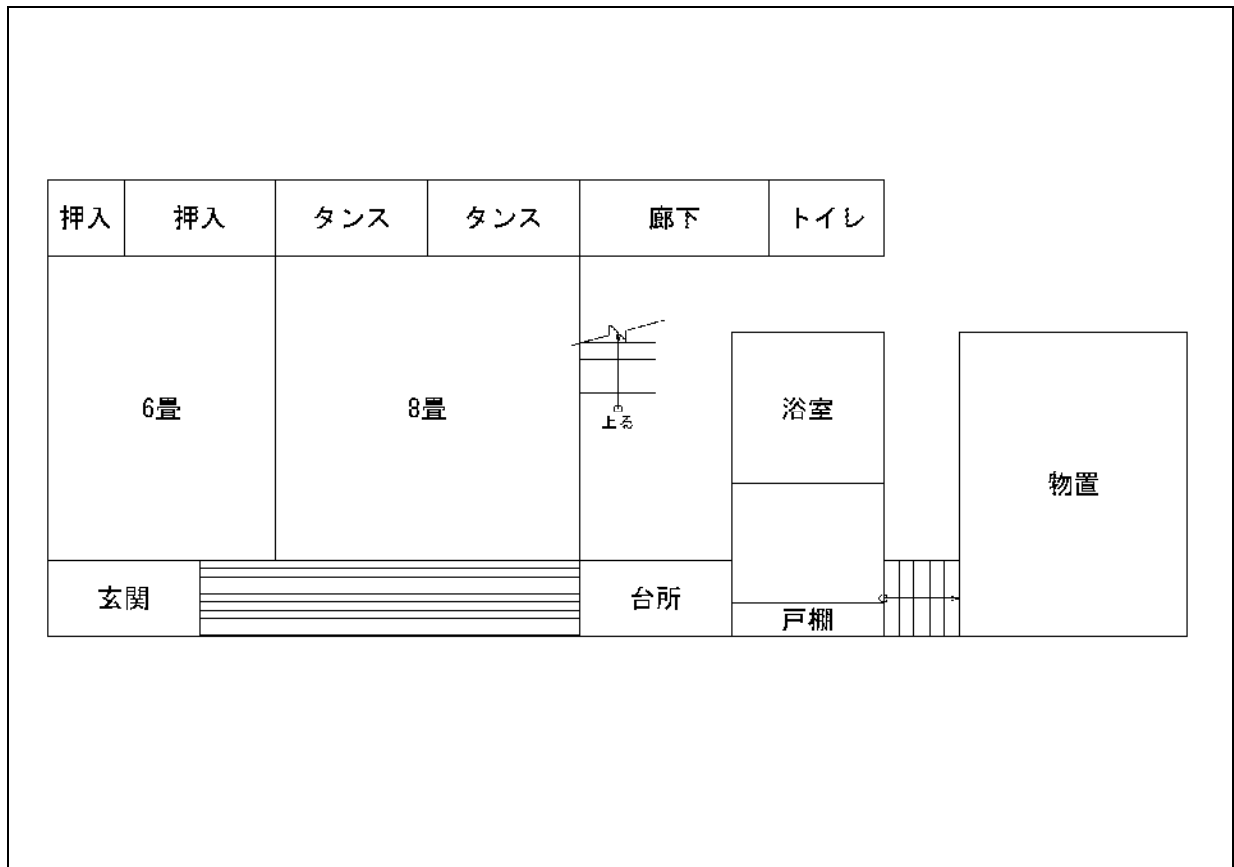 押入
押入
タンス
タンス
廊下
トイレ
6畳
8畳
上る
浴室
物置
玄関
台所
戸棚